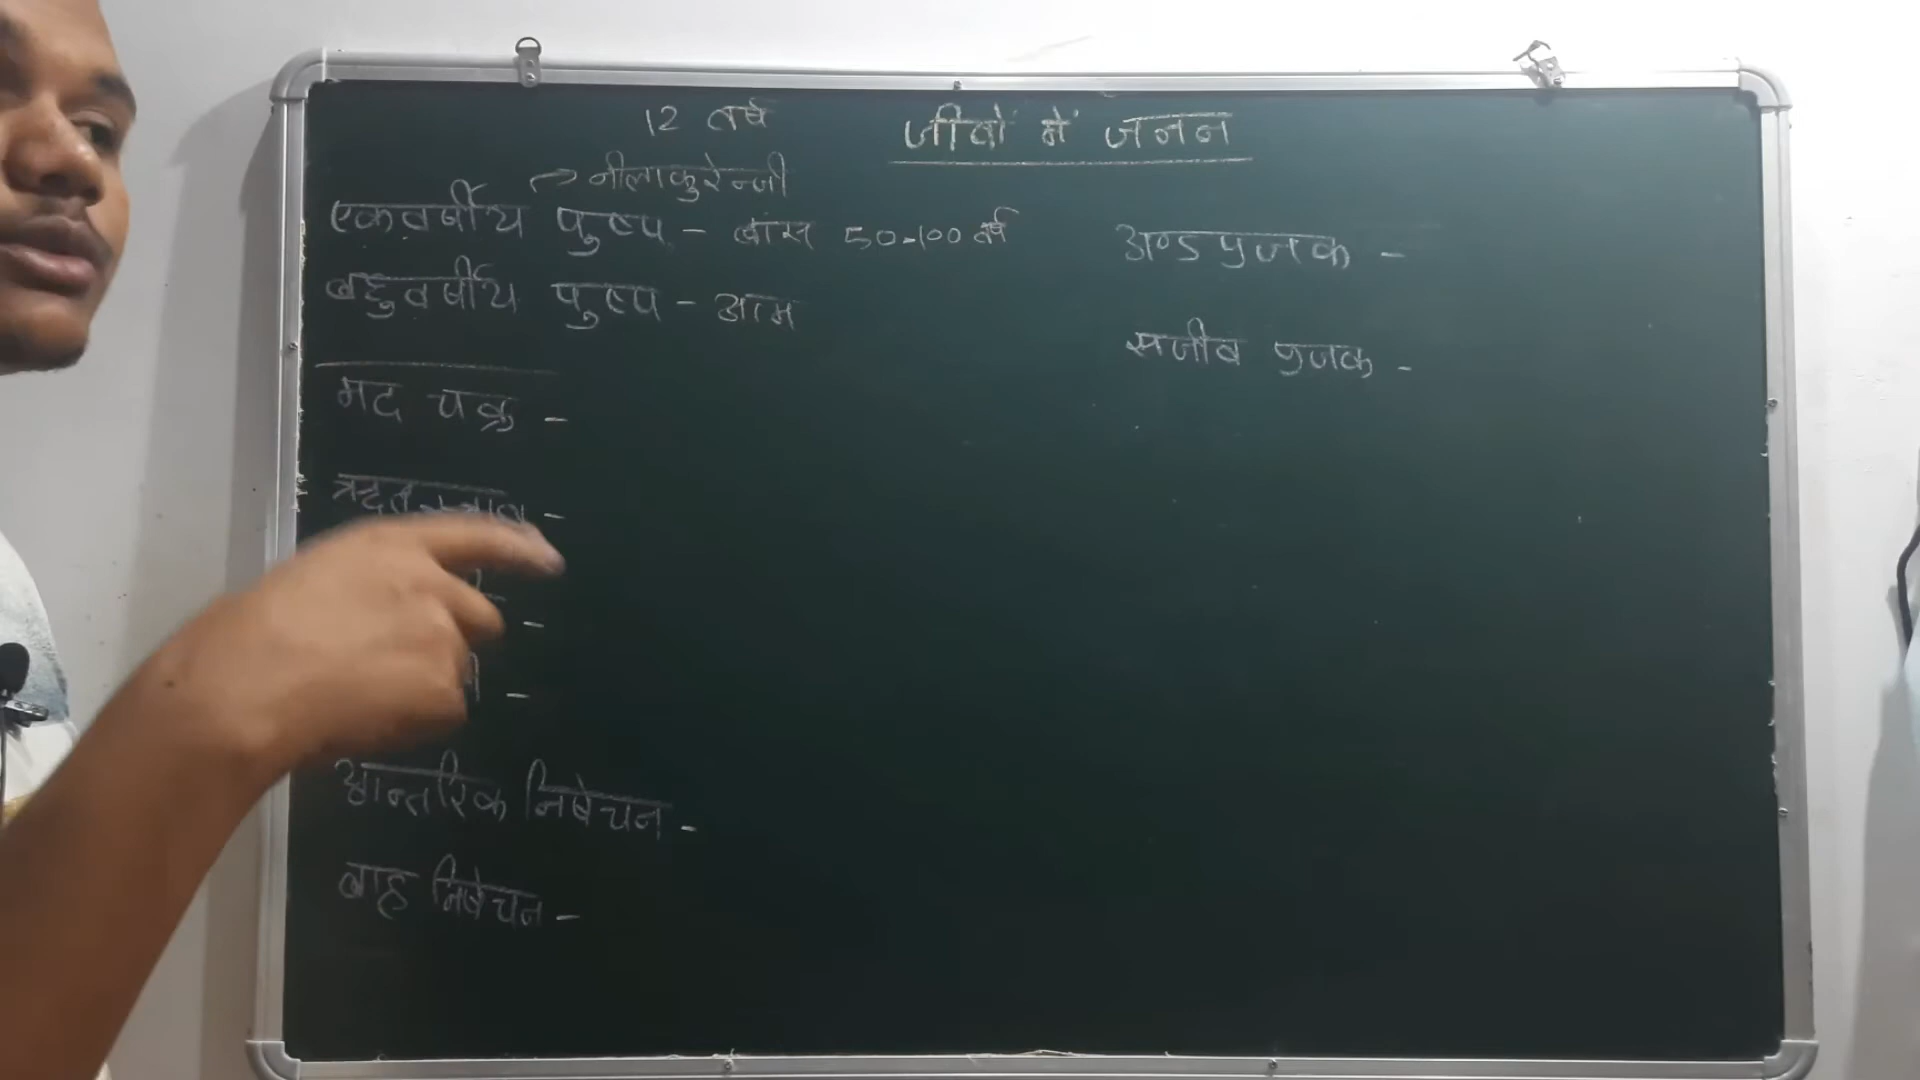 12 वर्ष
जीवों में जनन
नीलाकुरेन्जी
एकवर्षीय पुष्प - बांस 50-100 वर्ष
बहुवर्षीय पुष्प - आम
मद चक्र -
-
-
-
आन्तरिक निषेचन -
बाह निषेचन -
अण्डप्रजक -
सजीव प्रजक -